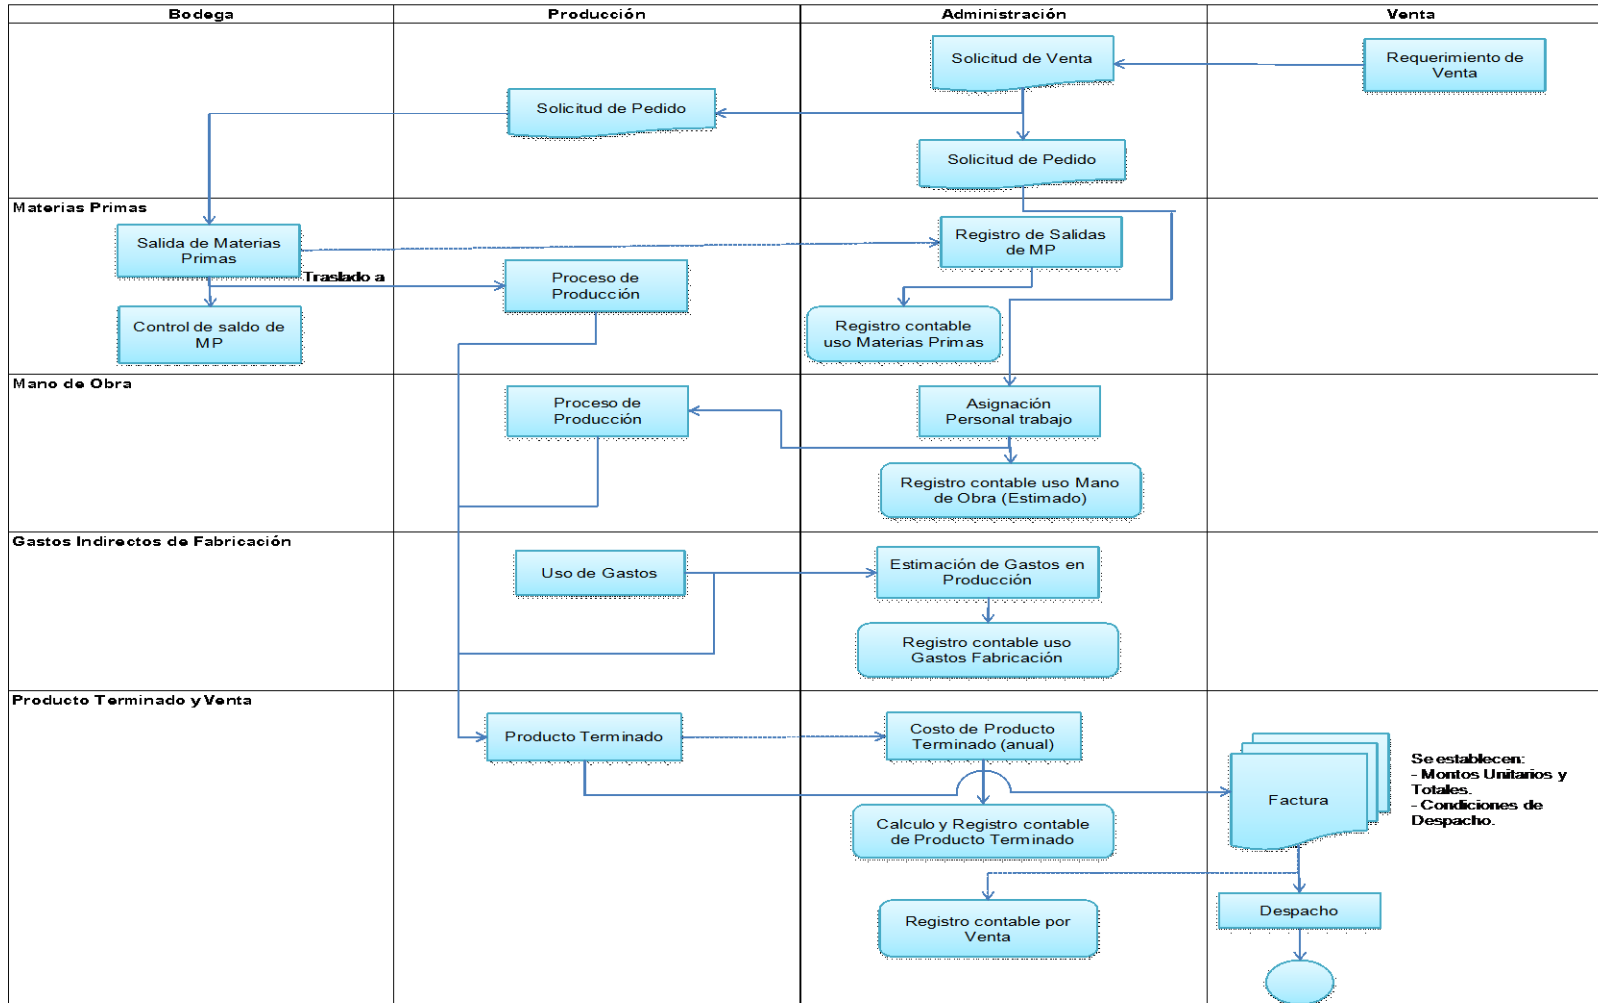 Bodega
Producción
Administración
Venta
Solicitud de Venta
Requerimiento de
Venta
Solicitud de Pedido
Solicitud de Pedido
Materias Primas
Salida de Materias
Primas
Registro de Salidas
de MP
Traslado a
Proceso de
Producción
Control de saldo de
MP
Registro contable
uso Materias Primas
Mano de Obra
Proceso de
Producción
Asignación
Personal trabajo
Registro contable uso Mano
de Obra (Estimado)
Gastos Indirectos de Fabricación
Uso de Gastos
Estimación de Gastos en
Producción
Registro contable uso
Gastos Fabricación
Producto Terminado y Venta
Producto Terminado
Costo de Producto
Terminado (anual)
Factura
Se establecen:
- Montos Unitarios y
Totales.
- Condiciones de
Despacho.
Calculo y Registro contable
de Producto Terminado
Registro contable por
Venta
Despacho